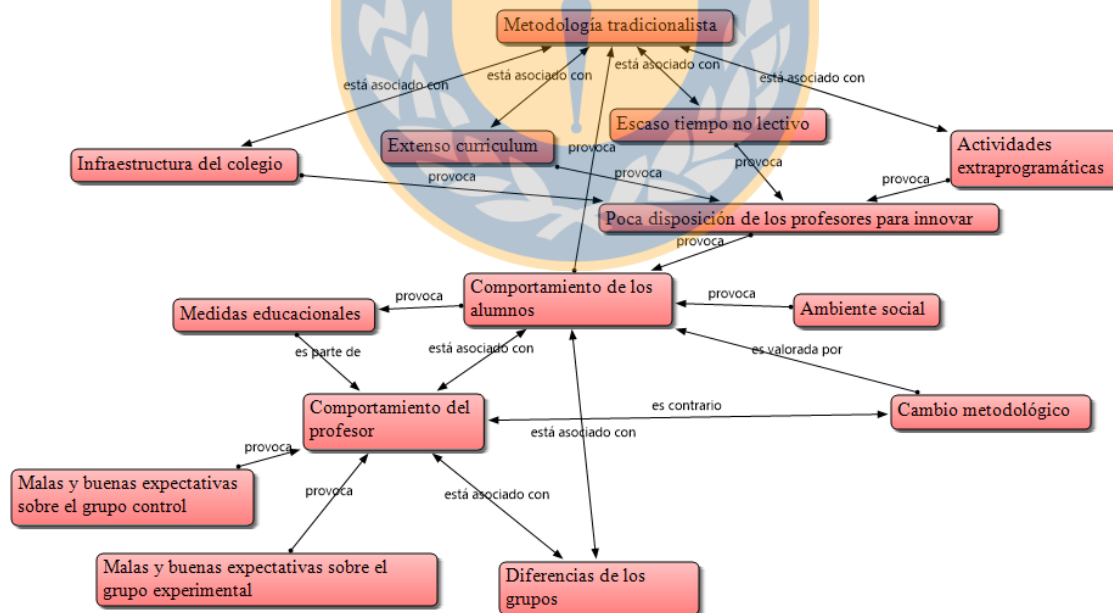 Metodología tradicionalista
está asociado con
está asociado con
está asociado con
está asociado con
Infraestructura del colegio
Extenso curriculum
Escaso tiempo no lectivo
Actividades
extraprogramáticas
provoca
provoca
provoca
provoca
provoca
Poca disposición de los profesores para innovar
provoca
Medidas educacionales
provoca
Comportamiento de los
alumnos
provoca
Ambiente social
es parte de
está asociado con
es valorada por
Comportamiento del
profesor
es contrario
está asociado con
Cambio metodológico
provoca
Malas y buenas expectativas
sobre el grupo control
provoca
está asociado con
Malas y buenas expectativas sobre el
grupo experimental
Diferencias de los
grupos